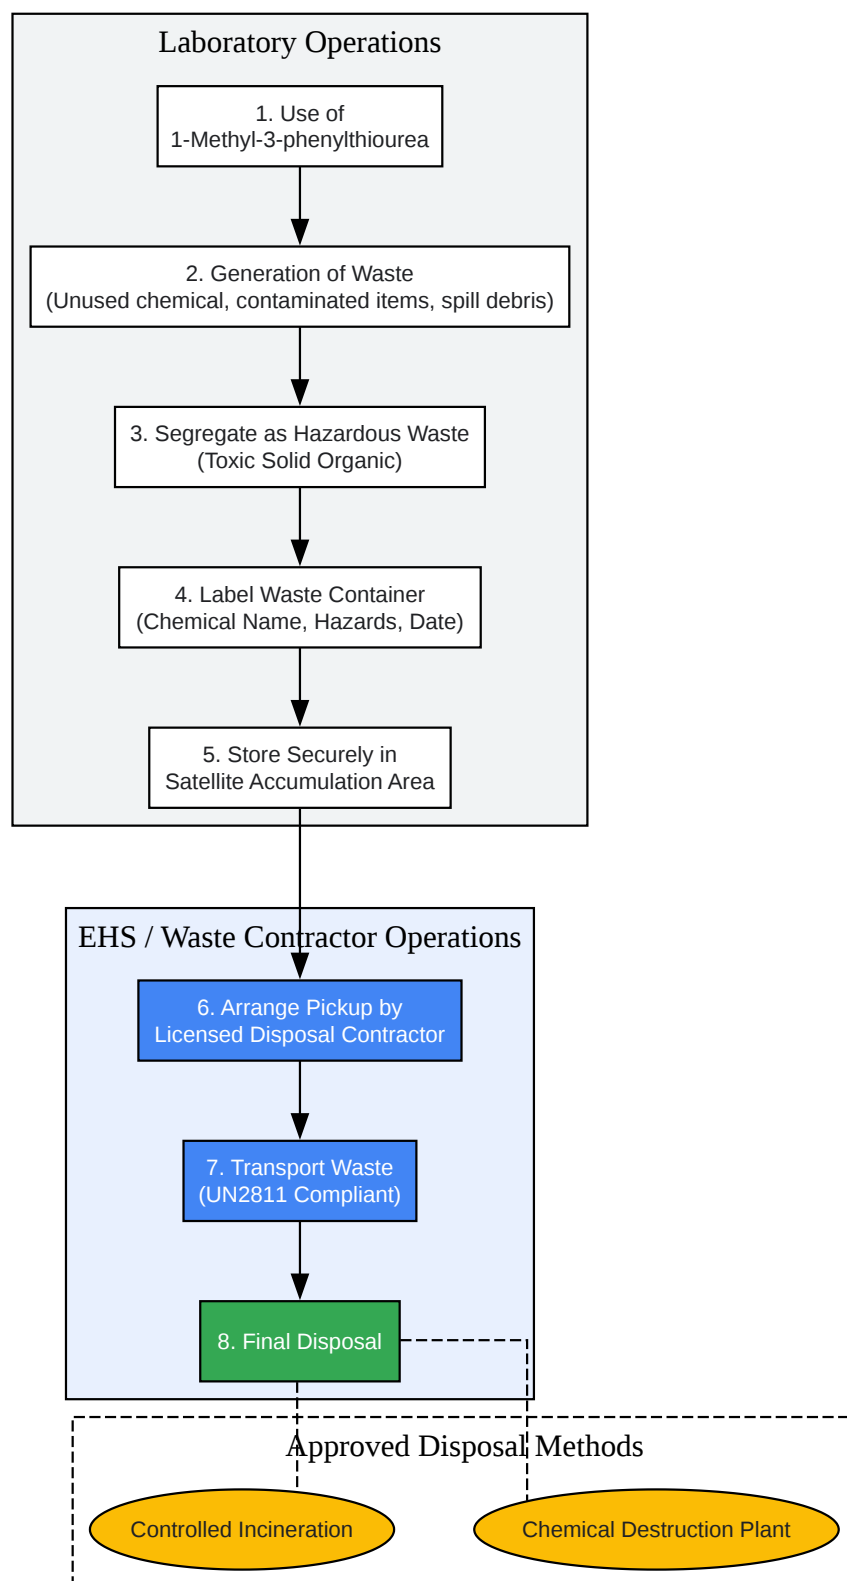 Laboratory Operations
1. Use of
1-Methyl-3-phenylthiourea
2. Generation of Waste
(Unused chemical, contaminated items, spill debris)
3. Segregate as Hazardous Waste
(Toxic Solid Organic)
4. Label Waste Container
(Chemical Name, Hazards, Date)
5. Store Securely in
Satellite Accumulation Area
EHS / Waste Contractor Operations
6. Arrange Pickup by
Licensed Disposal Contractor
7. Transport Waste
(UN2811 Compliant)
8. Final Disposal
Approved Disposal Methods
Controlled Incineration
Chemical Destruction Plant